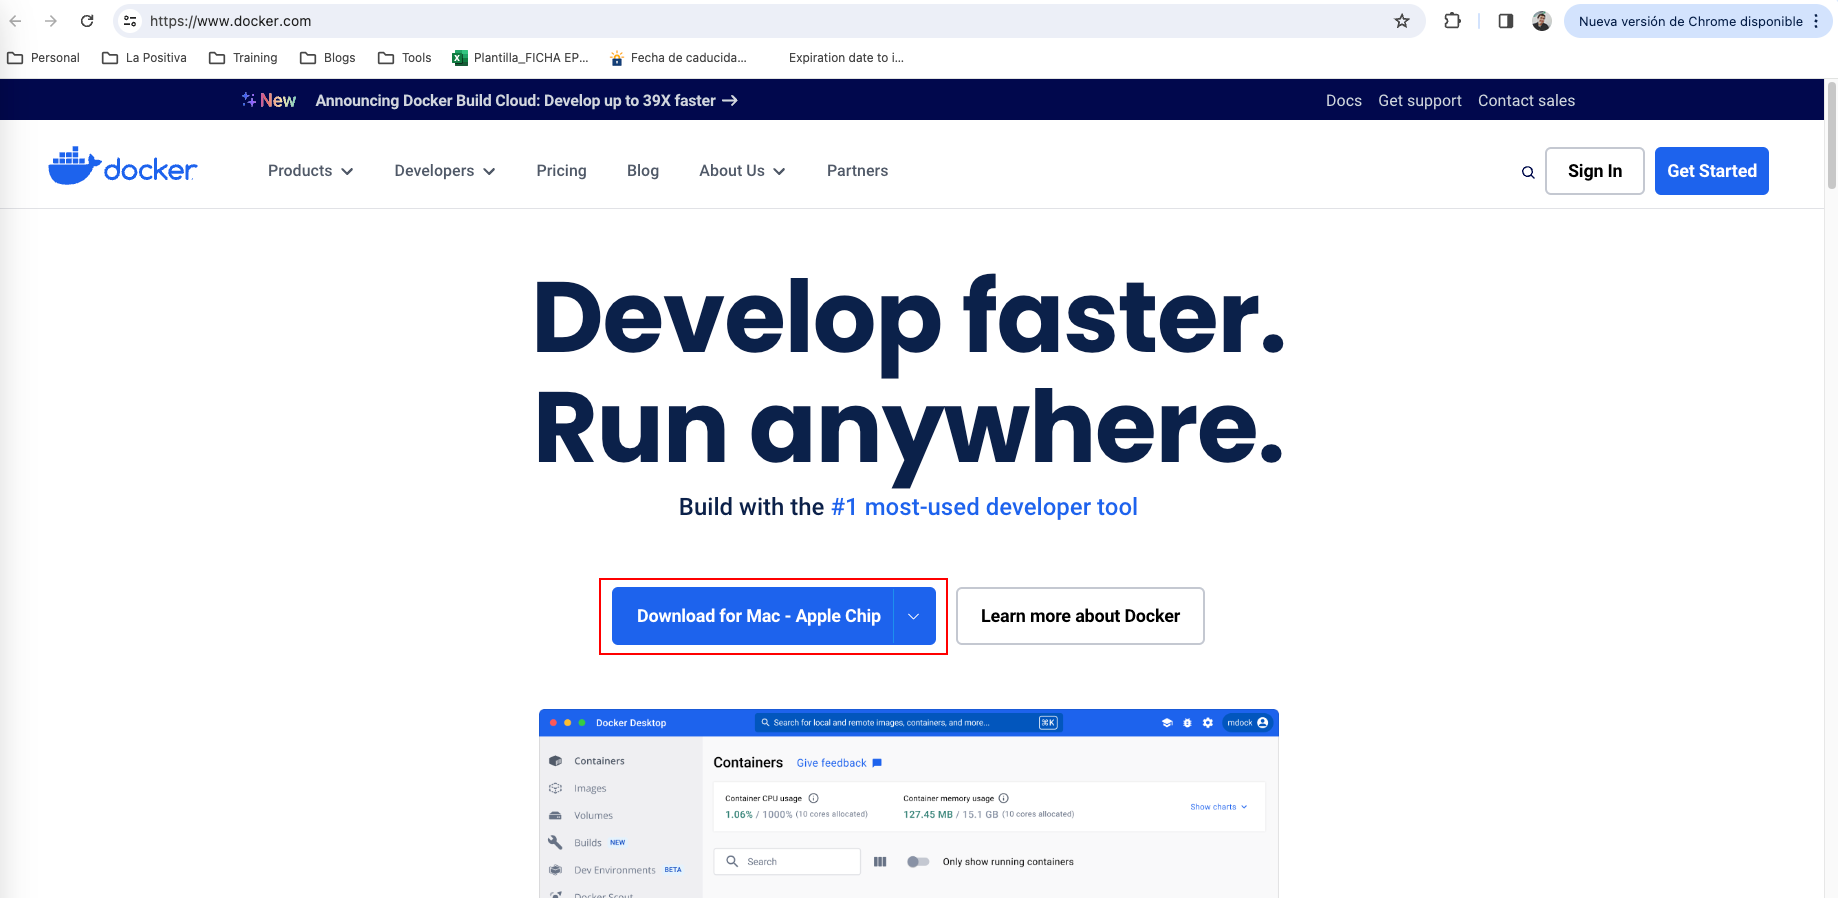 https://www.docker.com
Nueva versión de Chrome disponible
Personal
La Positiva
Training
Blogs
Tools
Plantilla_FICHA EP...
Fecha de caducida...
Expiration date to i...
New
Announcing Docker Build Cloud: Develop up to 39X faster →
Docs
Get support
Contact sales
docker
Products
Developers
Pricing
Blog
About Us
Partners
Sign In
Get Started
Develop faster.
Run anywhere.
Build with the #1 most-used developer tool
Download for Mac - Apple Chip
Learn more about Docker
Docker Desktop
Search for local and remote images, containers, and more...
⌘K
mdock
Containers
Images
Volumes
Builds NEW
Dev Environments BETA
Docker Scout
Containers
Give feedback
Container CPU usage
1.06% / 1000% (10 cores allocated)
Container memory usage
127.45 MB / 15.1 GB (10 cores allocated)
Show charts
Search
Only show running containers